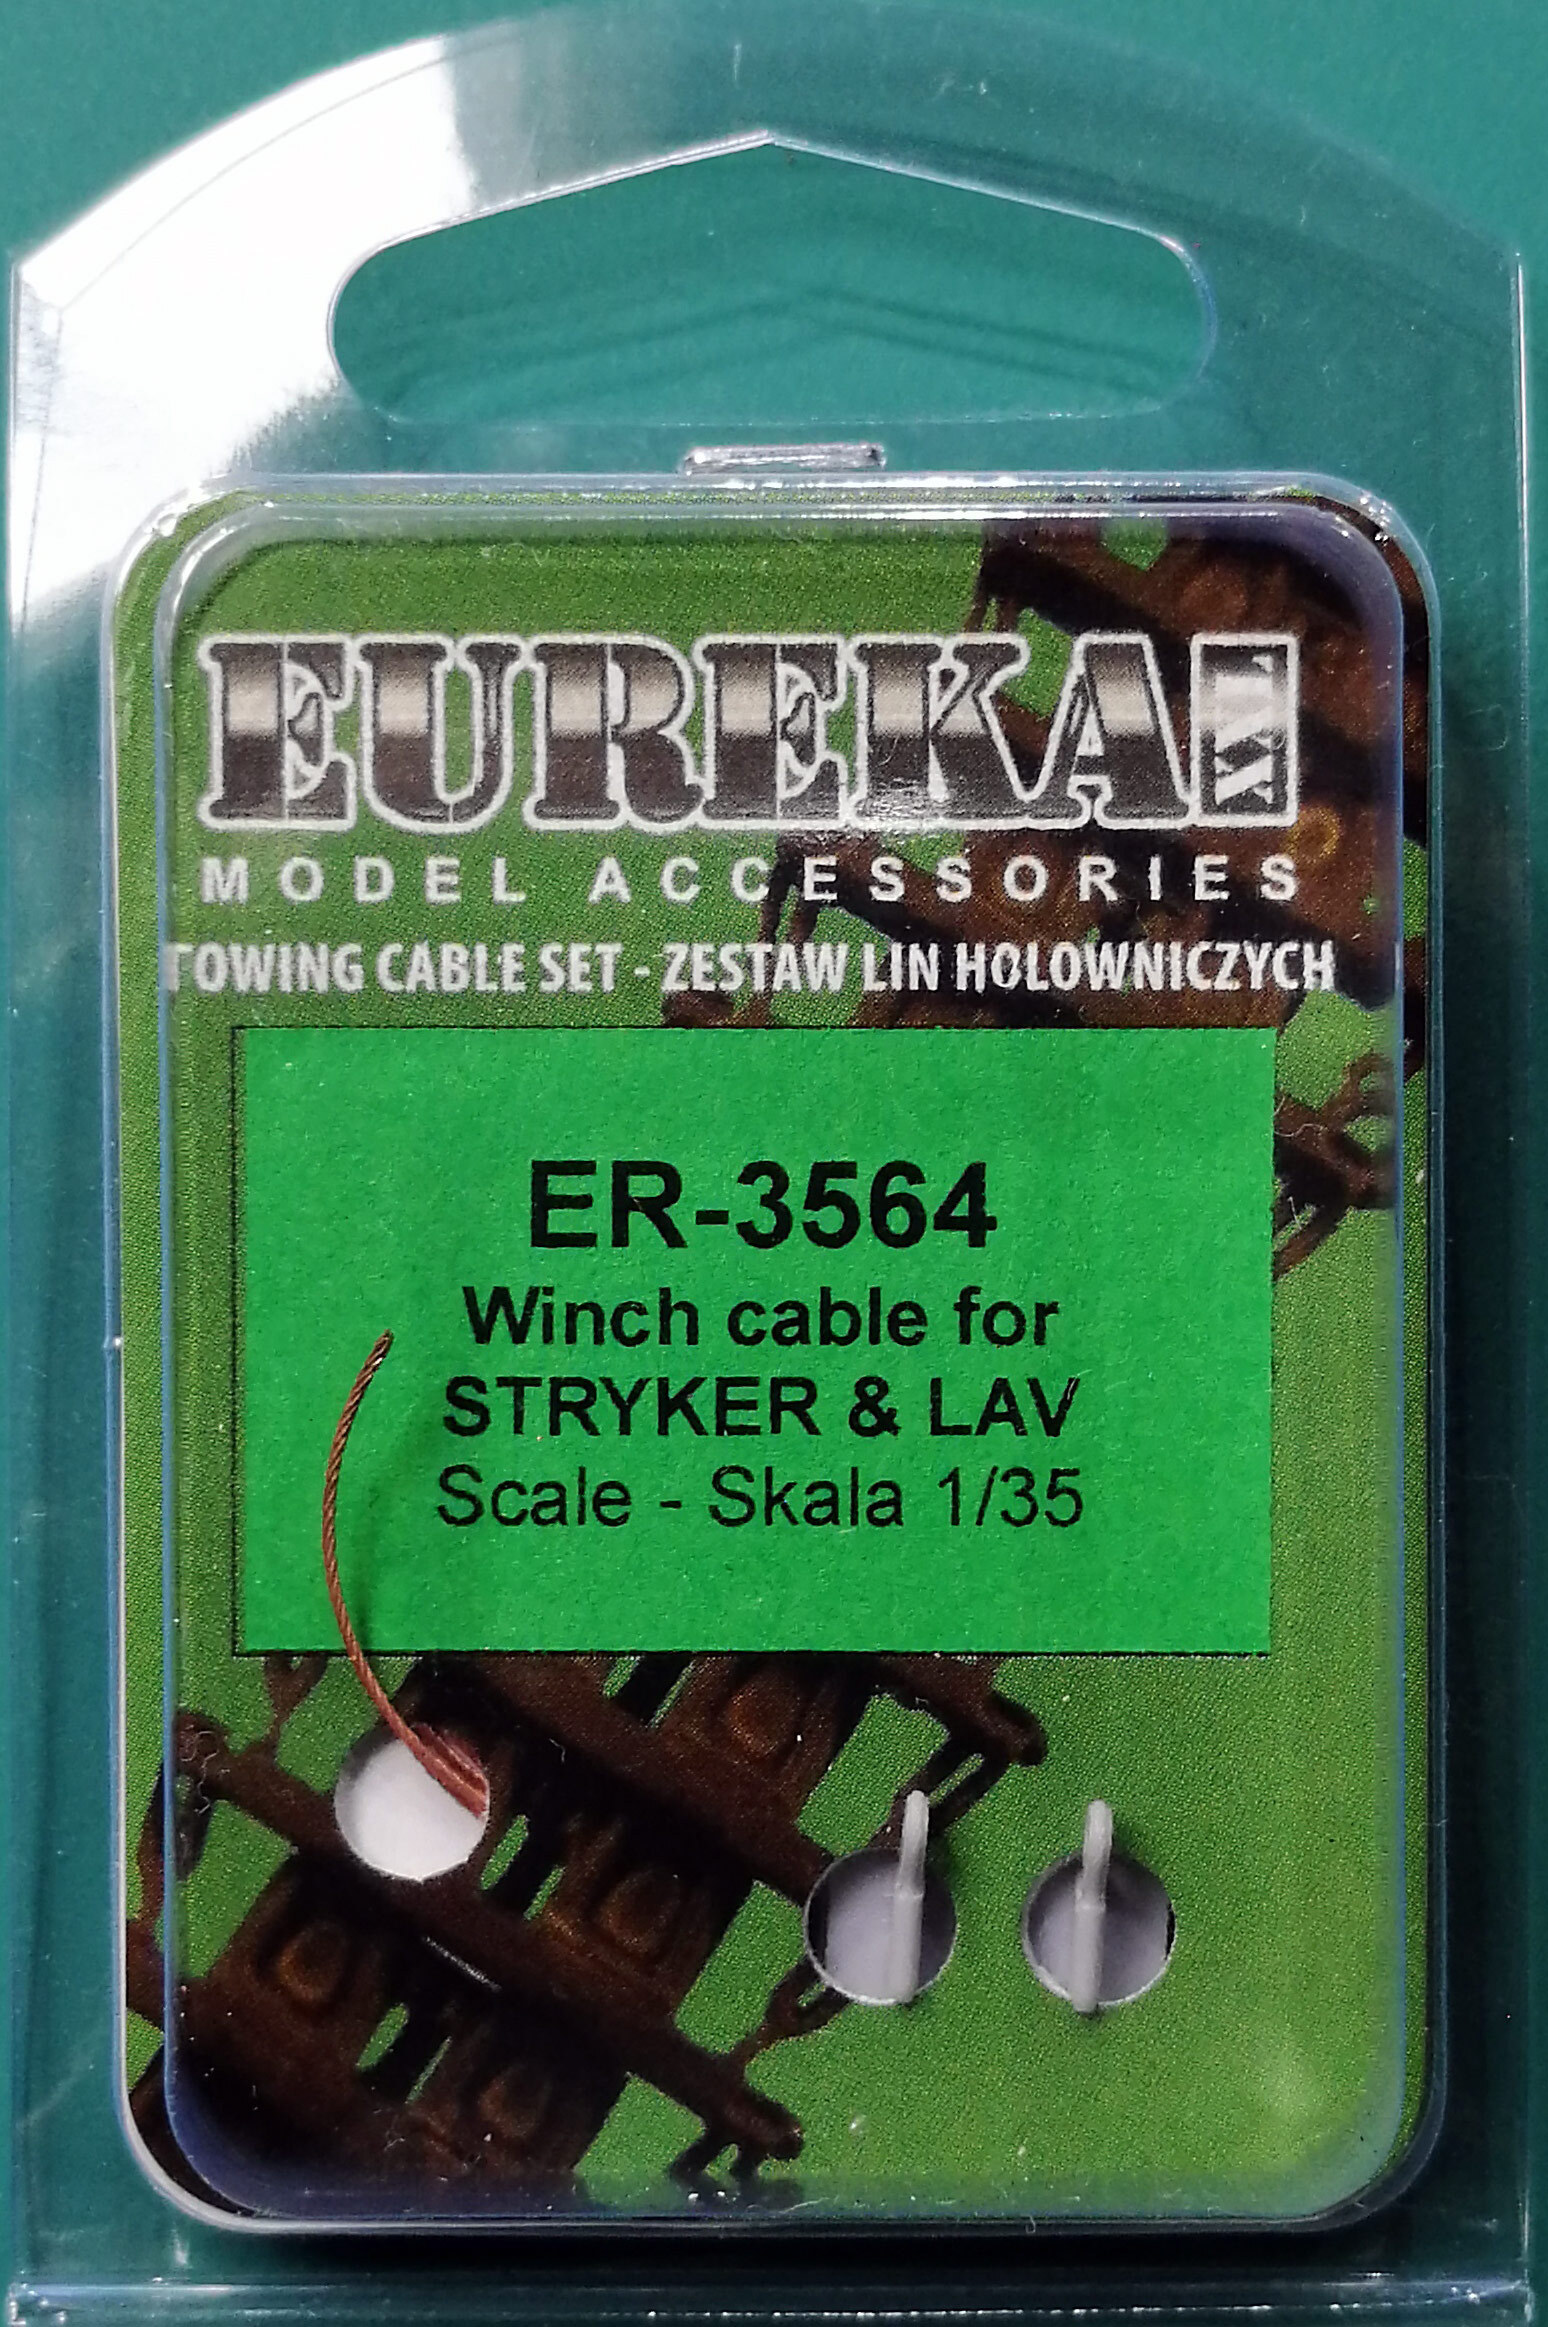 EUREKA XXL
MODEL ACCESSORIES
TOWING CABLE SET - ZESTAW LIN HOLOWNICZYCH
ER-3564
Winch cable for
STRYKER & LAV
Scale - Skala 1/35